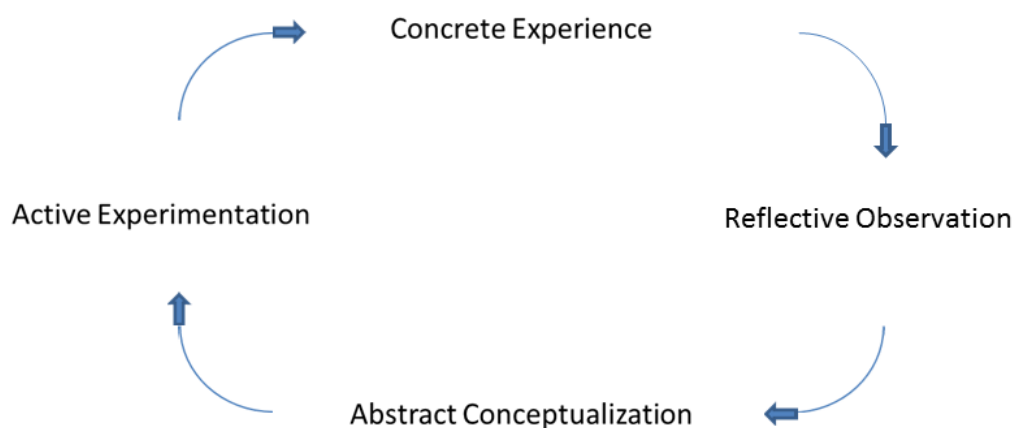 Concrete Experience
Active Experimentation
Reflective Observation
Abstract Conceptualization